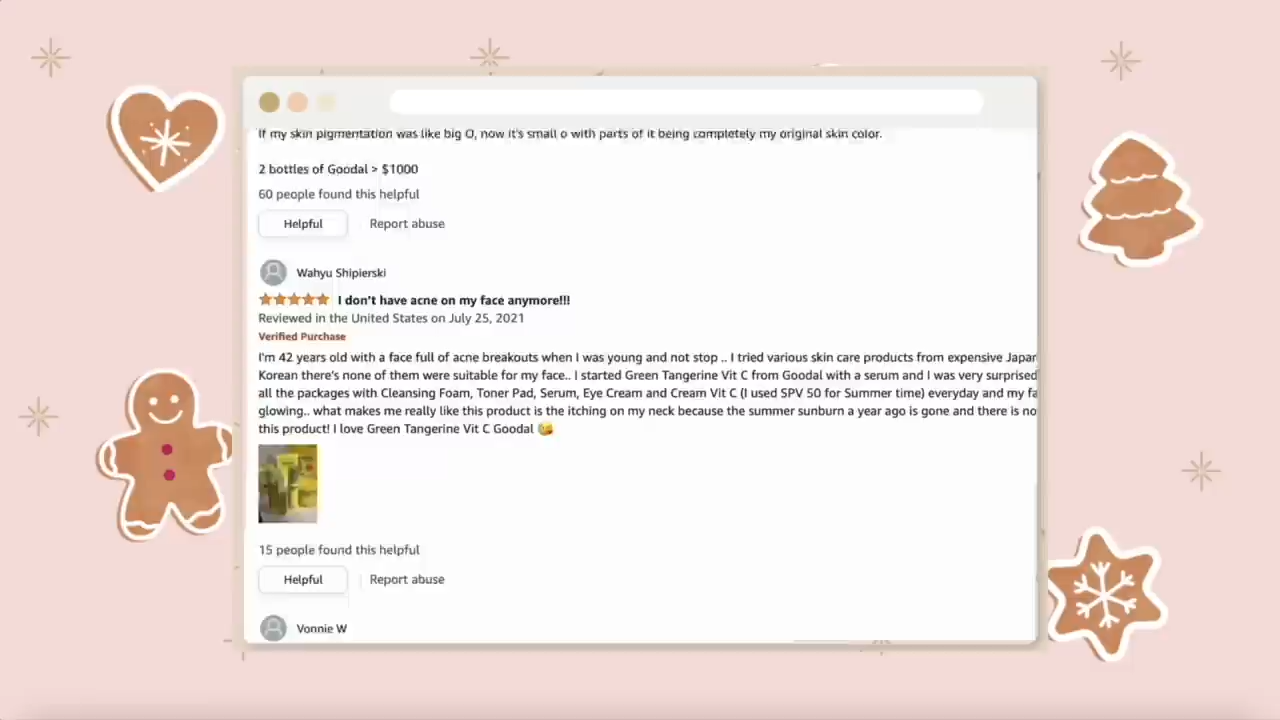 If my skin pigmentation was like big O, now it's small o with parts of it being completely my original skin color.
2 bottles of Goodal > $1000
60 people found this helpful
Helpful
Report abuse
Wahyu Shipierski
I don't have acne on my face anymore!!!
Reviewed in the United States on July 25, 2021
Verified Purchase
I'm 42 years old with a face full of acne breakouts when I was young and not stop .. I tried various skin care products from expensive Japan
Korean there's none of them were suitable for my face.. I started Green Tangerine Vit C from Goodal with a serum and I was very surprised
all the packages with Cleansing Foam, Toner Pad, Serum, Eye Cream and Cream Vit C (I used SPV 50 for Summer time) everyday and my fa
glowing.. what makes me really like this product is the itching on my neck because the summer sunburn a year ago is gone and there is no
this product! I love Green Tangerine Vit C Goodal
15 people found this helpful
Helpful
Report abuse
Vonnie W